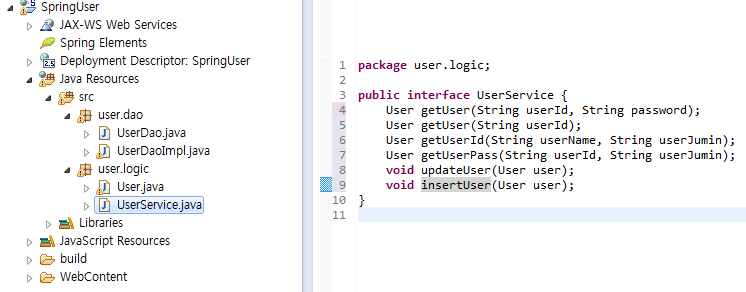 SpringUser
JAX-WS Web Services
Spring Elements
Deployment Descriptor: SpringUser
Java Resources
src
user.dao
UserDao.java
UserDaoImpl.java
user.logic
User.java
UserService.java
Libraries
JavaScript Resources
build
WebContent
1 package user.logic;
2
3 public interface UserService {
4 User getUser(String userId, String password);
5 User getUser(String userId);
6 User getUserId(String userName, String userJumin);
7 User getUserPass(String userId, String userJumin);
8 void updateUser(User user);
9 void insertUser(User user);
10 }
11